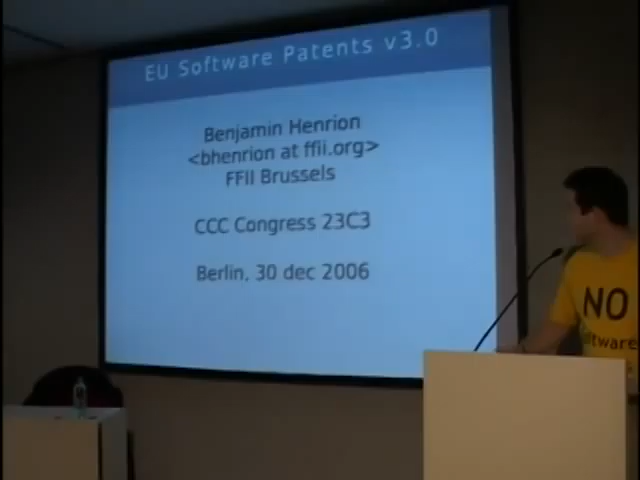 EU Software Patents v3.0
Benjamin Henrion
<bhenrion at ffii.org>
FFII Brussels
CCC Congress 23C3
Berlin, 30 dec 2006
NO